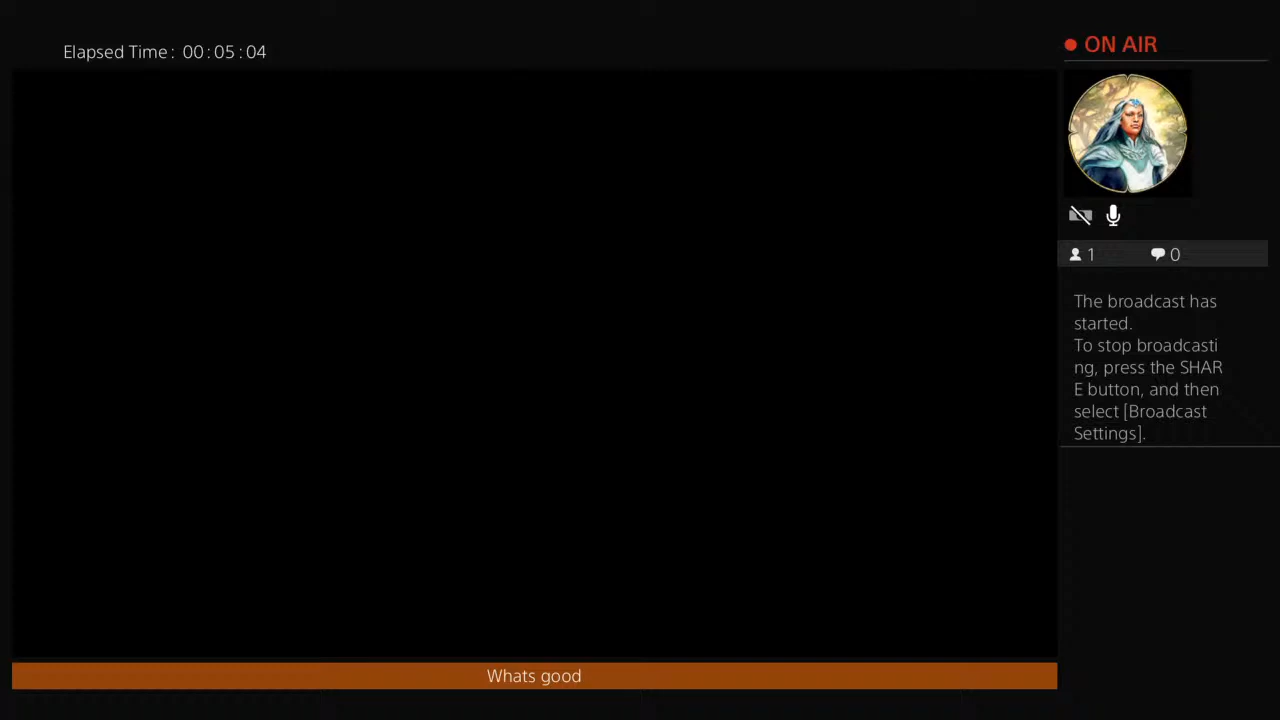 Elapsed Time: 00:05:04
ON AIR
1 0
The broadcast has
started.
To stop broadcasti
ng, press the SHAR
E button, and then
select [Broadcast
Settings].
Whats good